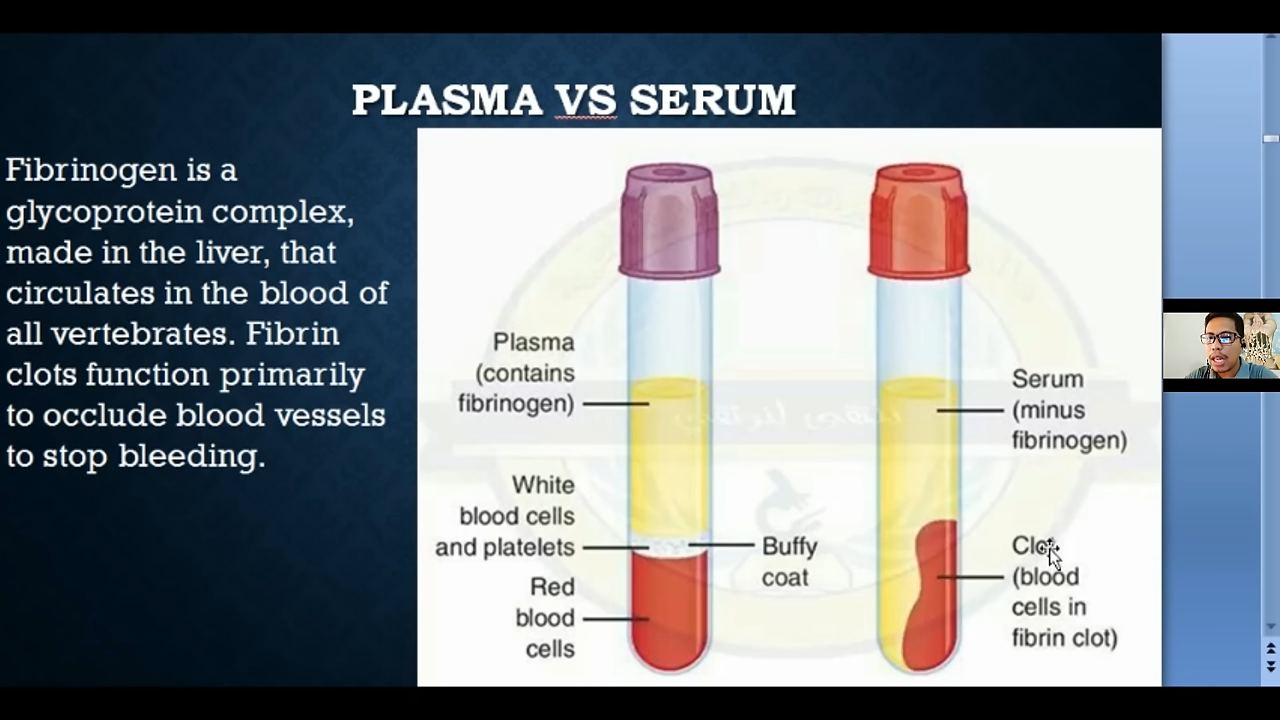 PLASMA VS SERUM
Fibrinogen is a
glycoprotein complex,
made in the liver, that
circulates in the blood of
all vertebrates. Fibrin
clots function primarily
to occlude blood vessels
to stop bleeding.
Plasma
(contains
fibrinogen)
White
blood cells
and platelets
Buffy
coat
Red
blood
cells
Serum
(minus
fibrinogen)
Clot
(blood
cells in
fibrin clot)